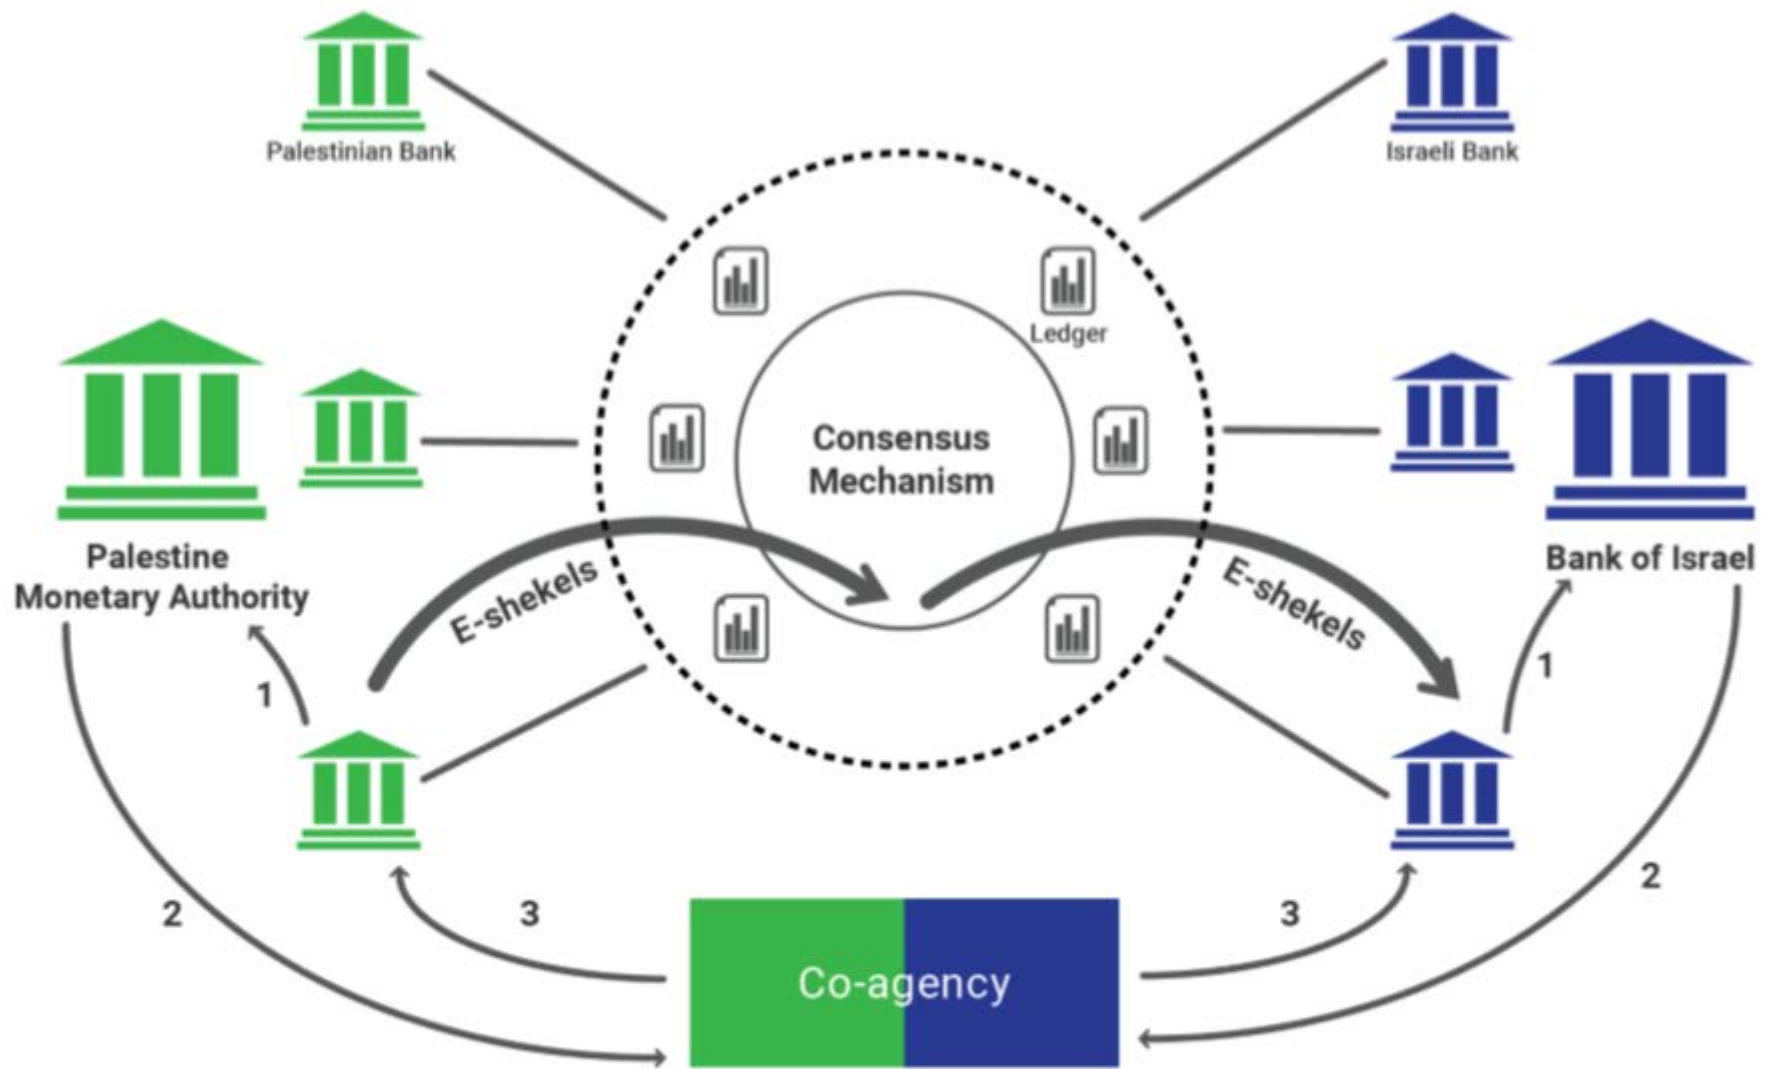 Palestinian Bank
Israeli Bank
Ledger
Consensus
Mechanism
Palestine
Monetary Authority
Bank of Israel
E-shekels
E-shekels
1
1
2
2
3
3
Co-agency